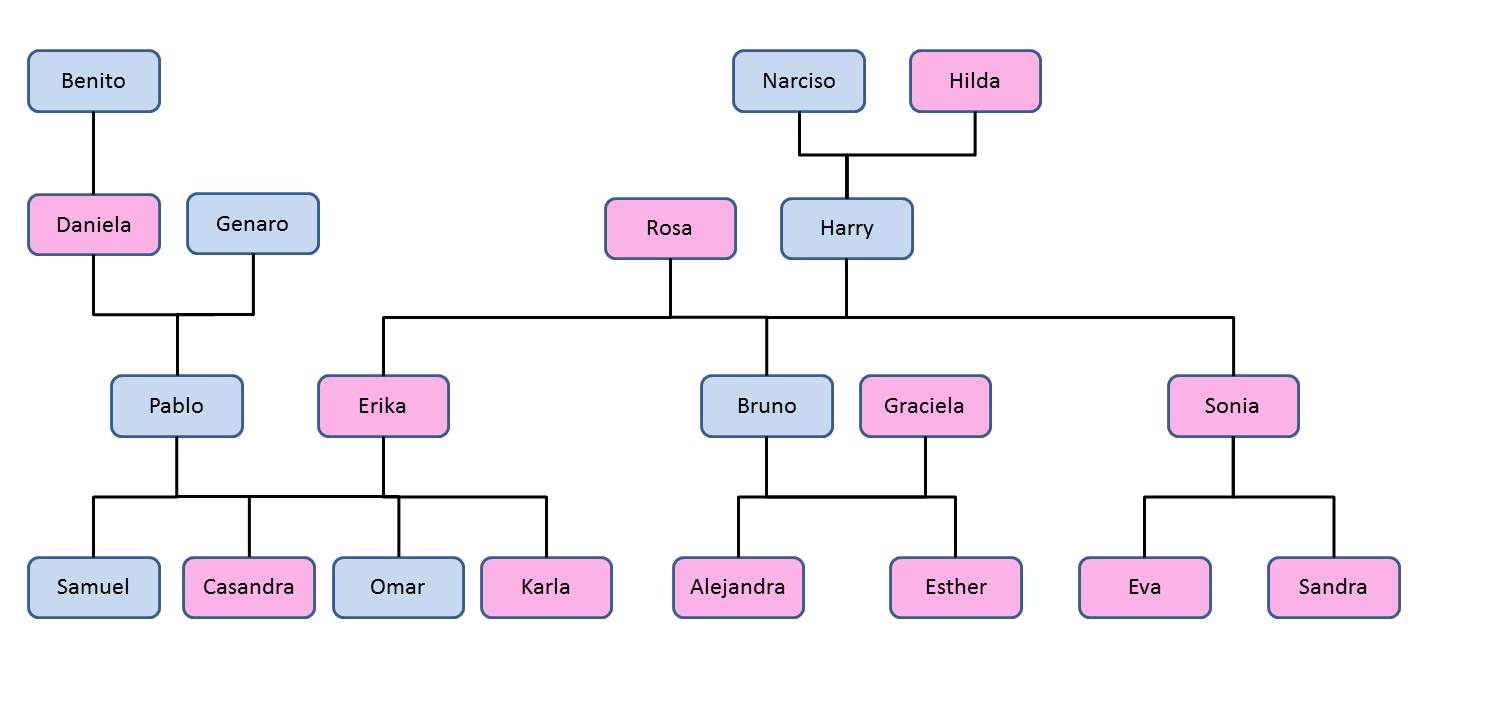 Benito
Narciso
Hilda
Daniela
Genaro
Rosa
Harry
Pablo
Erika
Bruno
Graciela
Sonia
Samuel
Casandra
Omar
Karla
Alejandra
Esther
Eva
Sandra